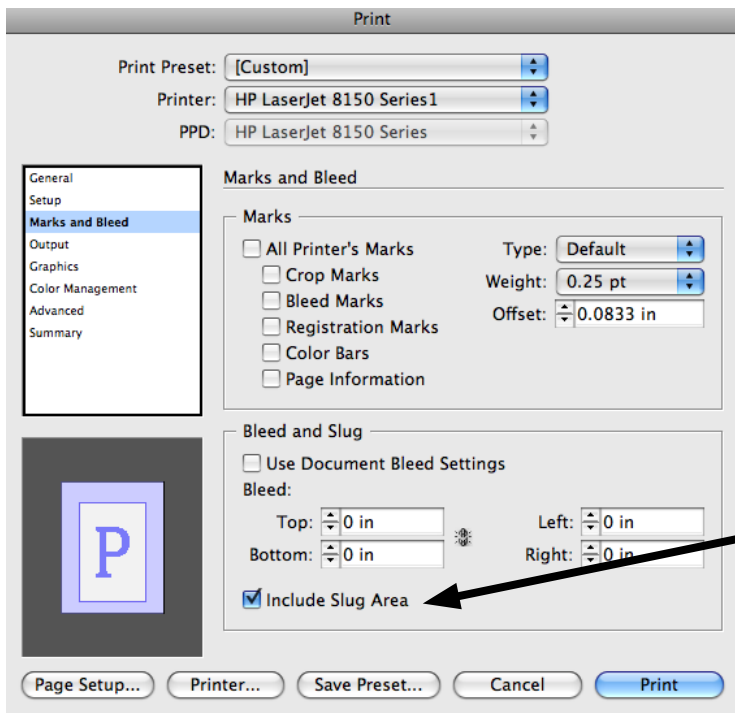 Print
Print Preset: [Custom]
Printer: HP LaserJet 8150 Series1
PPD: HP LaserJet 8150 Series
General
Setup
Marks and Bleed
Output
Graphics
Color Management
Advanced
Summary
Marks and Bleed
Marks
All Printer's Marks
Crop Marks
Bleed Marks
Registration Marks
Color Bars
Page Information
Type: Default
Weight: 0.25 pt
Offset: 0.0833 in
P
Bleed and Slug
Use Document Bleed Settings
Bleed:
Top: 0 in
Left: 0 in
Bottom: 0 in
Right: 0 in
Include Slug Area
Page Setup...
Printer...
Save Preset...
Cancel
Print